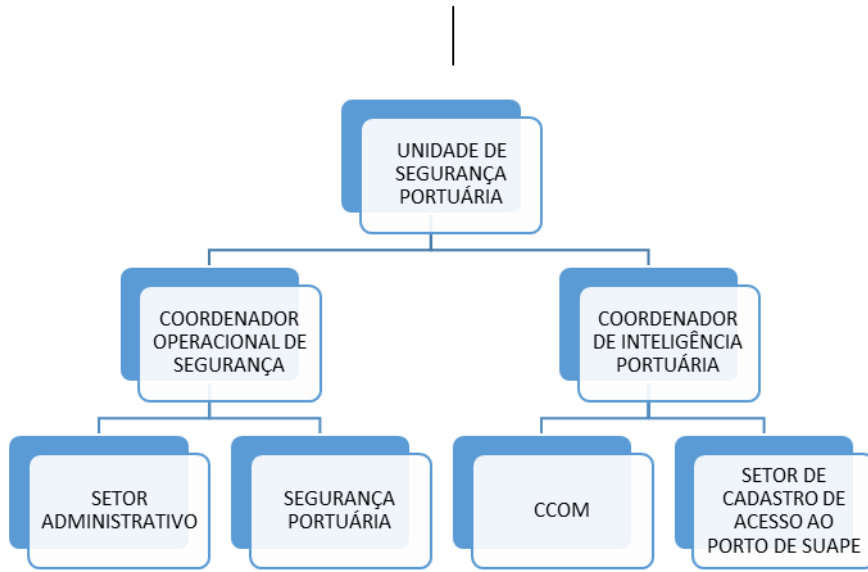 UNIDADE DE
SEGURANÇA
PORTUÁRIA
COORDENADOR
OPERACIONAL DE
SEGURANÇA
COORDENADOR
DE INTELIGÊNCIA
PORTUÁRIA
SETOR
ADMINISTRATIVO
SEGURANÇA
PORTUÁRIA
CCOM
SETOR DE
CADASTRO DE
ACESSO AO
PORTO DE SUAPE